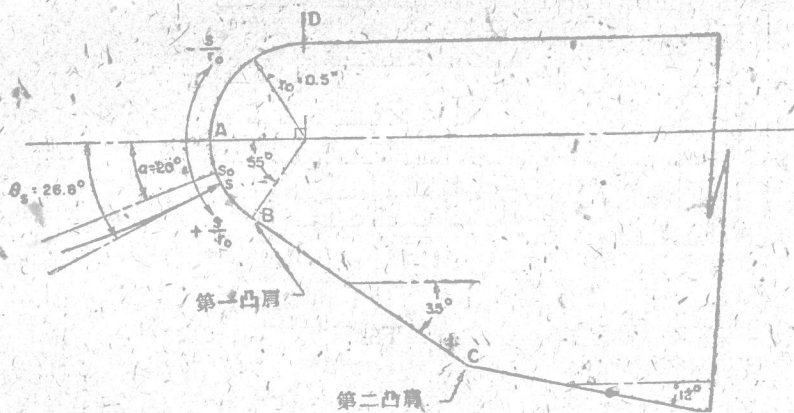 D
- s/r₀
r₀=0.5"
A
55°
α=20°
θs = 26.8°
S₀
S
B
+ s/r₀
第一凸肩
35°
C
12°
第二凸肩